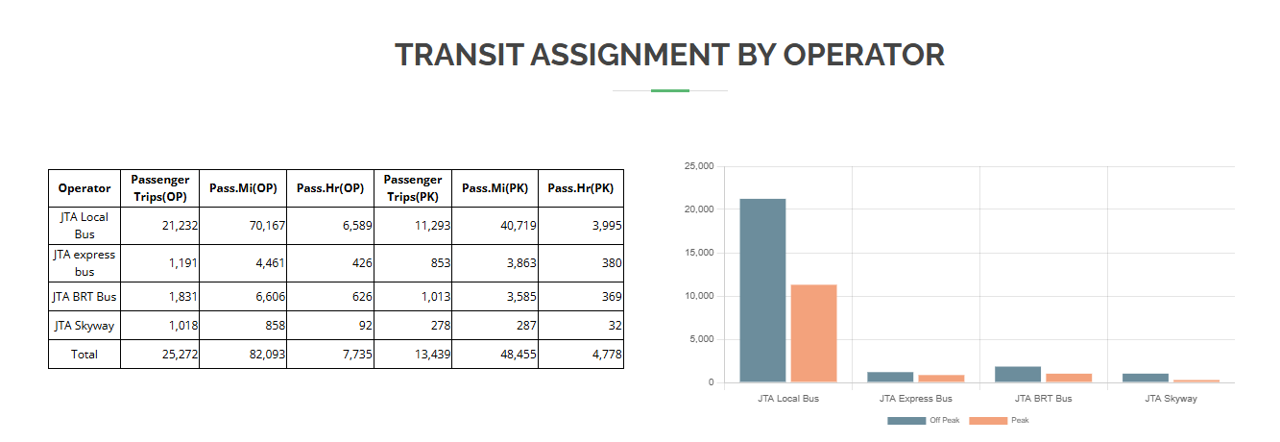 TRANSIT ASSIGNMENT BY OPERATOR
Operator Passenger Trips(OP) Pass.Mi(OP) Pass.Hr(OP) Passenger Trips(PK) Pass.Mi(PK) Pass.Hr(PK)
JTA Local Bus 21,232 70,167 6,589 11,293 40,719 3,995
JTA express bus 1,191 4,461 426 853 3,863 380
JTA BRT Bus 1,831 6,606 626 1,013 3,585 369
JTA Skyway 1,018 858 92 278 287 32
Total 25,272 82,093 7,735 13,439 48,455 4,778
25,000
20,000
15,000
10,000
5,000
0
JTA Local Bus JTA Express Bus JTA BRT Bus JTA Skyway
Off Peak Peak